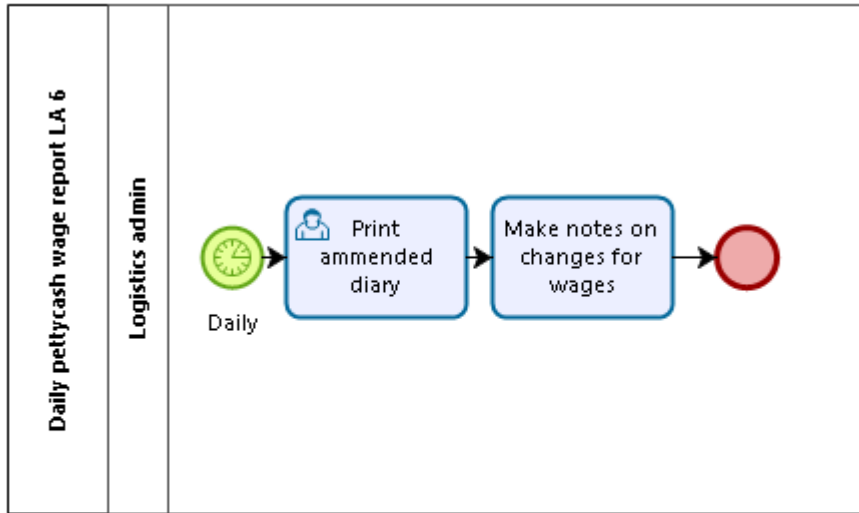 Daily pettycash wage report LA 6
Logistics admin
Daily
Print
ammended
diary
Make notes on
changes for
wages